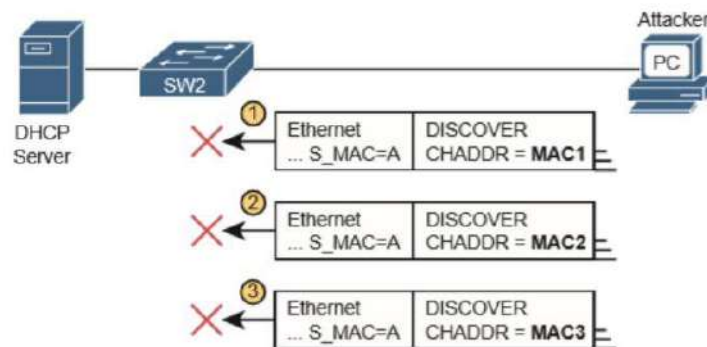 Attacker
PC
SW2
DHCP
Server
1
Ethernet DISCOVER
... S_MAC=A CHADDR = MAC1
2
Ethernet DISCOVER
... S_MAC=A CHADDR = MAC2
3
Ethernet DISCOVER
... S_MAC=A CHADDR = MAC3